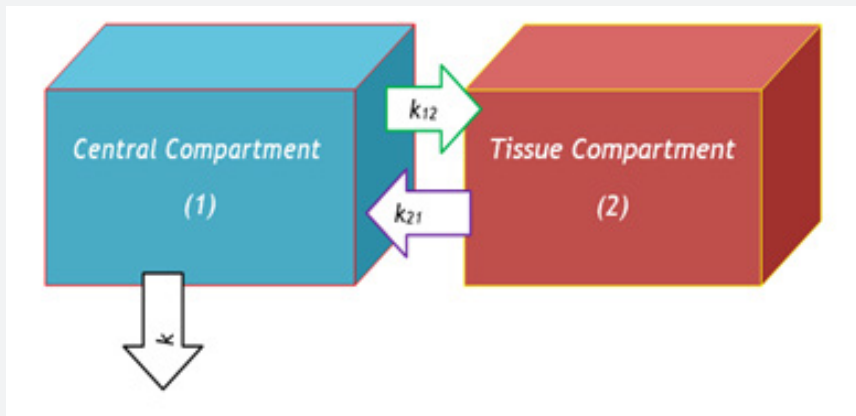 Central Compartment
(1)
k12
Tissue Compartment
(2)
k21
k